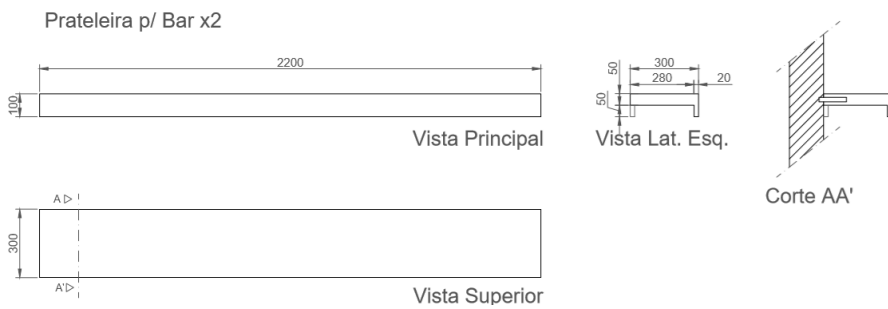 Prateleira p/ Bar x2
2200
100
Vista Principal
50
300
280
20
50
Vista Lat. Esq.
Corte AA'
A
300
A'
Vista Superior